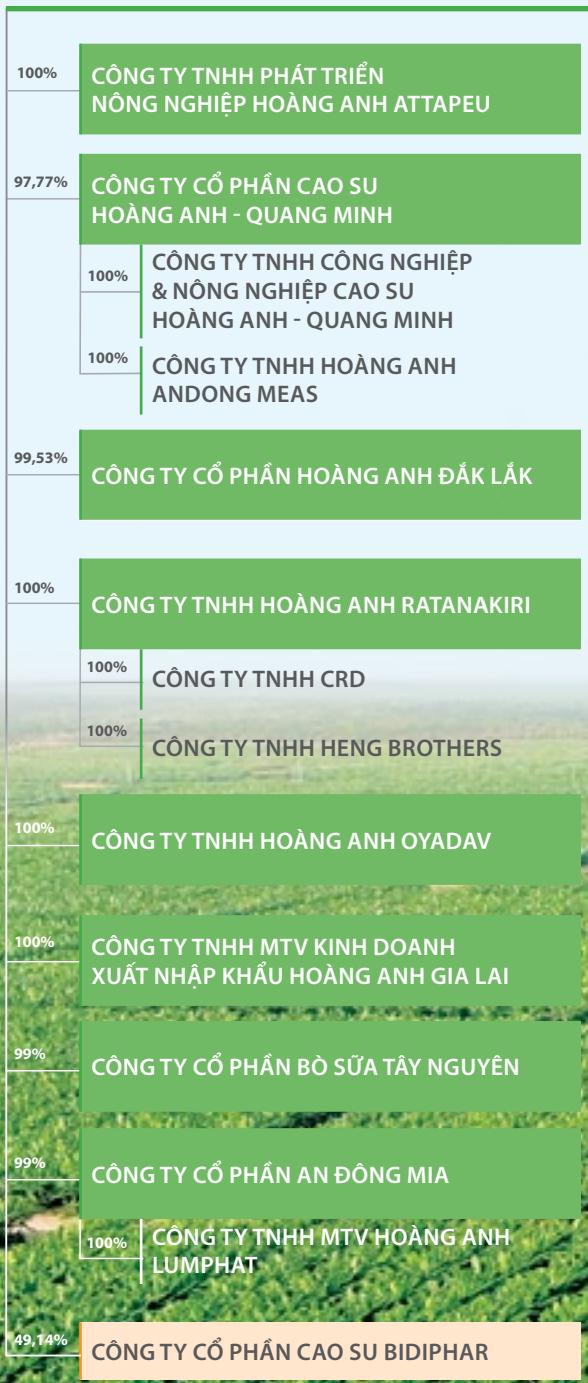 100%
CÔNG TY TNHH PHÁT TRIỂN
NÔNG NGHIỆP HOÀNG ANH ATTAPEU
97,77%
CÔNG TY CỔ PHẦN CAO SU
HOÀNG ANH - QUANG MINH
100%
CÔNG TY TNHH CÔNG NGHIỆP
& NÔNG NGHIỆP CAO SU
HOÀNG ANH - QUANG MINH
100%
CÔNG TY TNHH HOÀNG ANH
ANDONG MEAS
99,53%
CÔNG TY CỔ PHẦN HOÀNG ANH ĐẮK LẮK
100%
CÔNG TY TNHH HOÀNG ANH RATANAKIRI
100%
CÔNG TY TNHH CRD
100%
CÔNG TY TNHH HENG BROTHERS
100%
CÔNG TY TNHH HOÀNG ANH OYADAV
100%
CÔNG TY TNHH MTV KINH DOANH
XUẤT NHẬP KHẨU HOÀNG ANH GIA LAI
99%
CÔNG TY CỔ PHẦN BÒ SỮA TÂY NGUYÊN
99%
CÔNG TY CỔ PHẦN AN ĐÔNG MIA
100%
CÔNG TY TNHH MTV HOÀNG ANH
LUMPHAT
49,14%
CÔNG TY CỔ PHẦN CAO SU BIDIPHAR